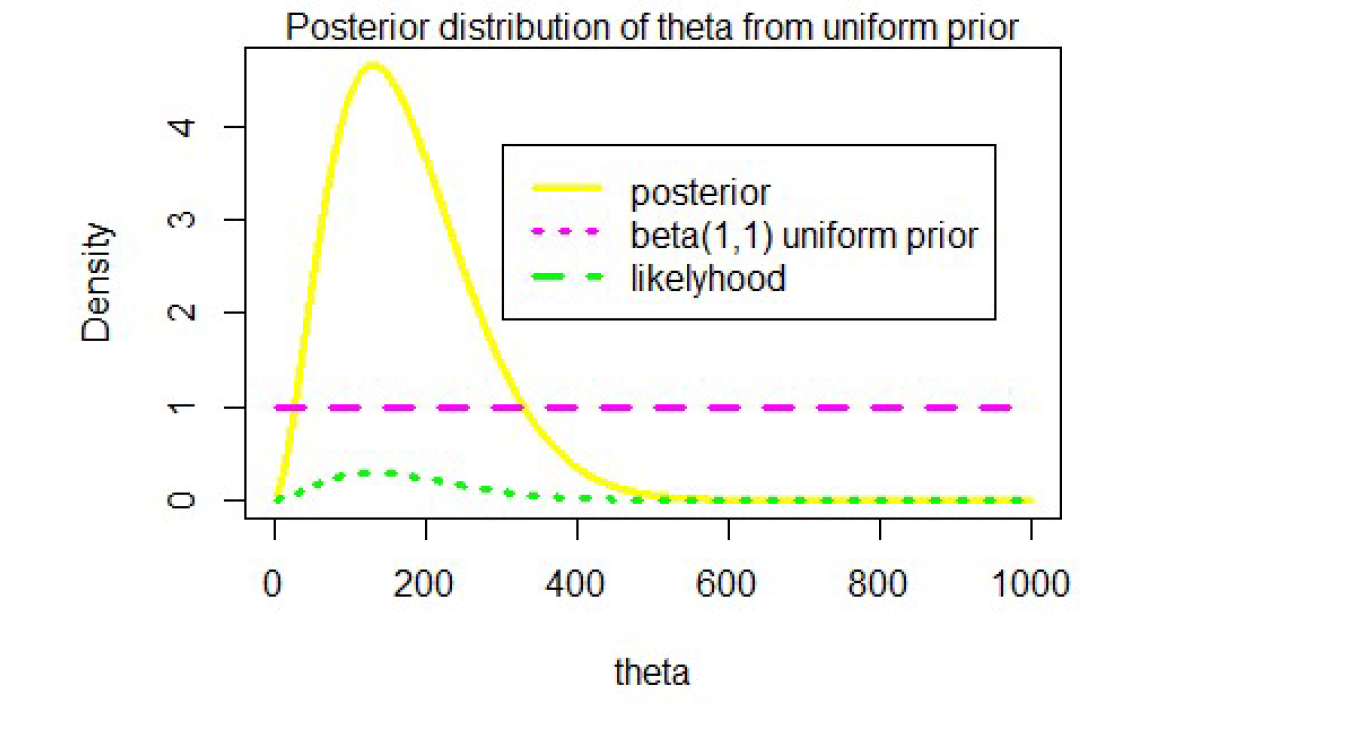 Posterior distribution of theta from uniform prior
4
3
2
1
0
Density
posterior
beta(1,1) uniform prior
likelyhood
0 200 400 600 800 1000
theta